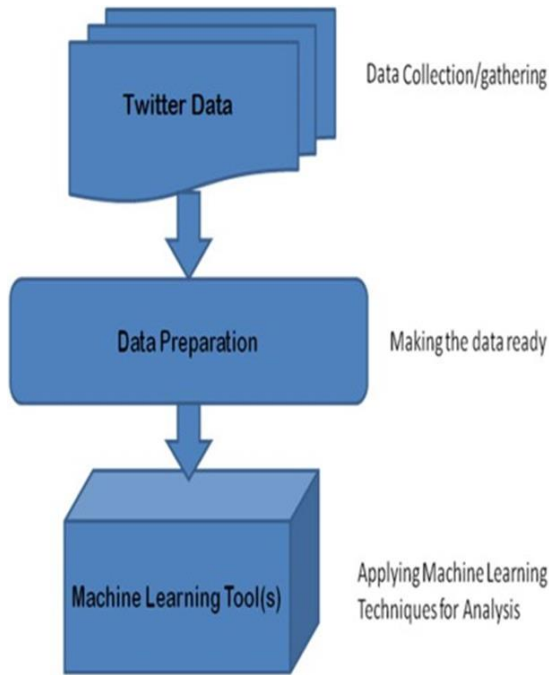 Data Collection/gathering
Twitter Data
Data Preparation
Making the data ready
Machine Learning Tool(s)
Applying Machine Learning
Techniques for Analysis